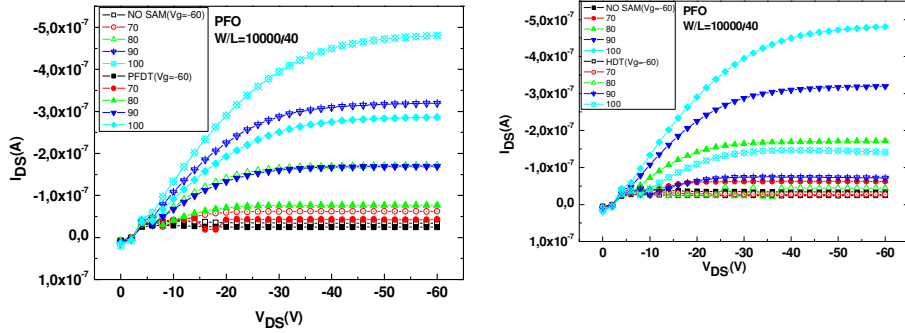 PFO
W/L=10000/40
NO SAM(Vg=-60)
70
80
90
100
PFDT(Vg=-60)
70
80
90
100
-5,0x10⁻⁷
-4,0x10⁻⁷
-3,0x10⁻⁷
-2,0x10⁻⁷
-1,0x10⁻⁷
0,0
1,0x10⁻⁷
I_DS(A)
0 -10 -20 -30 -40 -50 -60
V_DS(V)
PFO
W/L=10000/40
NO SAM(Vg=-60)
70
80
90
100
HDT(Vg=-60)
70
80
90
100
-5,0x10⁻⁷
-4,0x10⁻⁷
-3,0x10⁻⁷
-2,0x10⁻⁷
-1,0x10⁻⁷
0,0
1,0x10⁻⁷
I_DS(A)
0 -10 -20 -30 -40 -50 -60
V_DS(V)